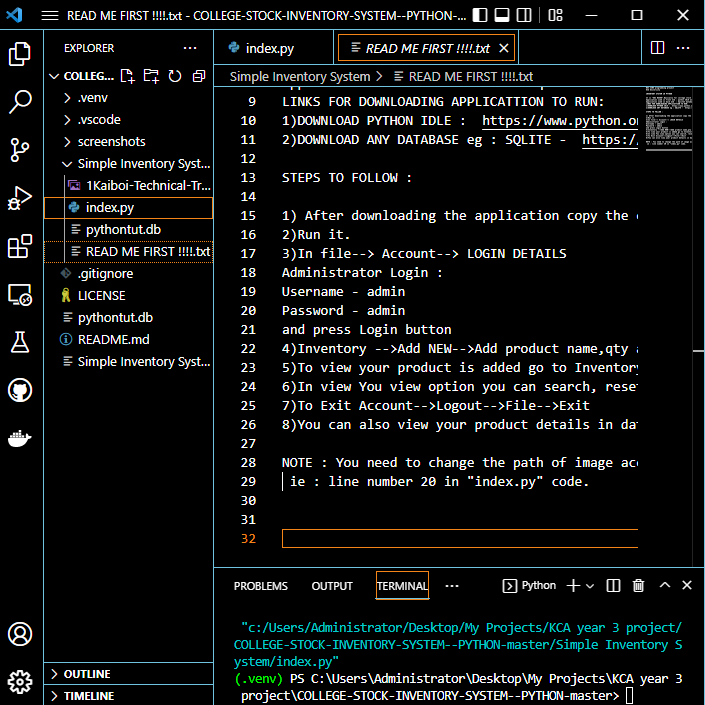 READ ME FIRST !!!!.txt - COLLEGE-STOCK-INVENTORY-SYSTEM--PYTHON-...
EXPLORER
COLLEG...
.venv
.vscode
screenshots
Simple Inventory Syst...
1Kaiboi-Technical-Tr...
index.py
pythontut.db
READ ME FIRST !!!!.txt
.gitignore
LICENSE
pythontut.db
README.md
Simple Inventory Syst...
OUTLINE
TIMELINE
index.py
READ ME FIRST !!!!.txt
Simple Inventory System > READ ME FIRST !!!!.txt
9 LINKS FOR DOWNLOADING APPLICATTION TO RUN:
10 1)DOWNLOAD PYTHON IDLE : https://www.python.or
11 2)DOWNLOAD ANY DATABASE eg : SQLITE - https:/
12
13 STEPS TO FOLLOW :
14
15 1) After downloading the application copy the
16 2)Run it.
17 3)In file--> Account--> LOGIN DETAILS
18 Administrator Login :
19 Username - admin
20 Password - admin
21 and press Login button
22 4)Inventory -->Add NEW-->Add product name,qty
23 5)To view your product is added go to Inventory
24 6)In view You view option you can search, rese
25 7)To Exit Account-->Logout-->File-->Exit
26 8)You can also view your product details in da
27
28 NOTE : You need to change the path of image acc
29 ie : line number 20 in "index.py" code.
30
31
32
PROBLEMS OUTPUT TERMINAL ... Python
"c:/Users/Administrator/Desktop/My Projects/KCA year 3 project/
COLLEGE-STOCK-INVENTORY-SYSTEM--PYTHON-master/Simple Inventory S
ystem/index.py"
(.venv) PS C:\Users\Administrator\Desktop\My Projects\KCA year 3
project\COLLEGE-STOCK-INVENTORY-SYSTEM--PYTHON-master>